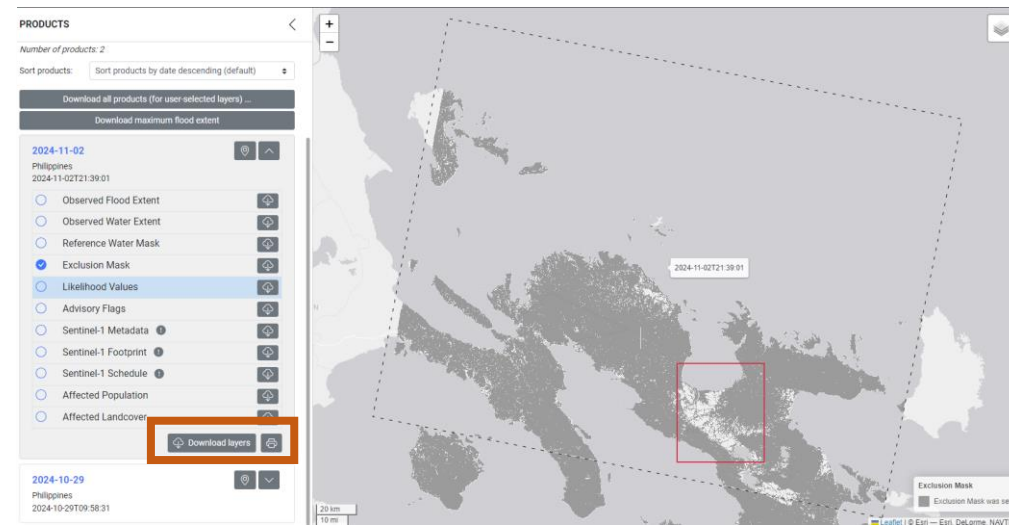 PRODUCTS
Number of products: 2
Sort products: Sort products by date descending (default)
Download all products (for user-selected layers) ...
Download maximum flood extent
2024-11-02
Philippines
2024-11-02T21:39:01
Observed Flood Extent
Observed Water Extent
Reference Water Mask
Exclusion Mask
Likelihood Values
Advisory Flags
Sentinel-1 Metadata
Sentinel-1 Footprint
Sentinel-1 Schedule
Affected Population
Affected Landcover
Download layers
2024-10-29
Philippines
2024-10-29T09:58:31
+
−
2024-11-02T21:39:01
20 km
10 mi
Exclusion Mask
Exclusion Mask was se
Leaflet | © Esri — Esri, DeLorme, NAVT